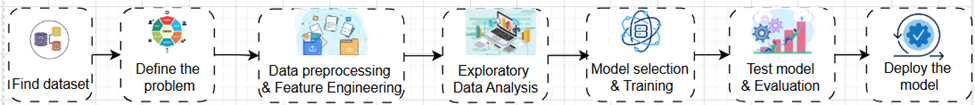 Find dataset
Define the
problem
Data preprocessing
& Feature Engineering
Exploratory
Data Analysis
Model selection
& Training
Test model
& Evaluation
Deploy the
model